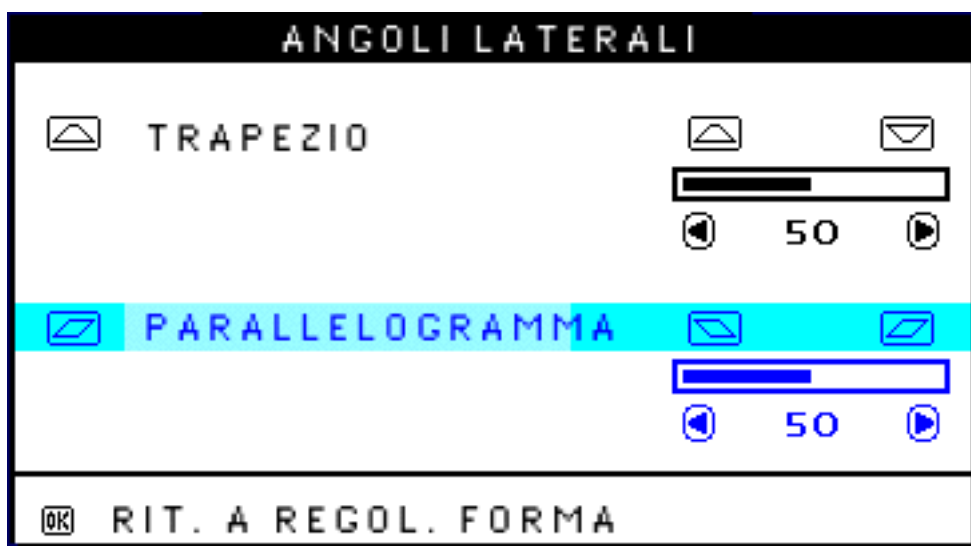 ANGOLI LATERALI
TRAPEZIO
50
PARALLELOGRAMMA
50
OK RIT. A REGOL. FORMA